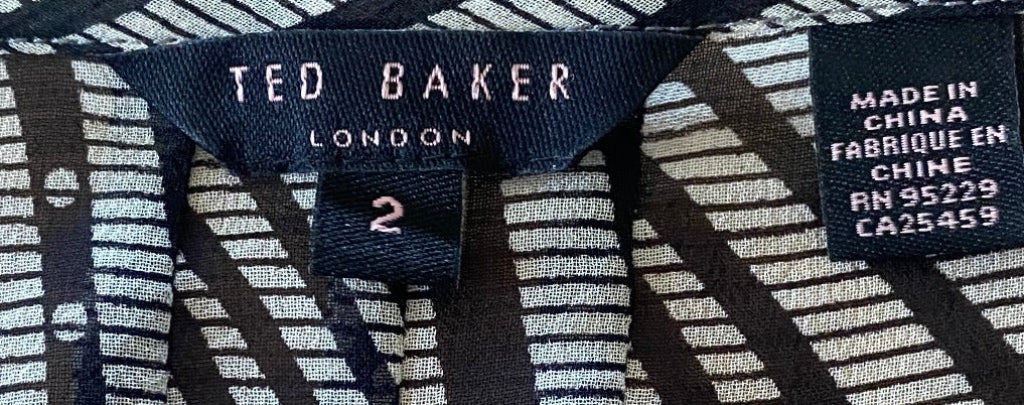 TED BAKER
LONDON
2
MADE IN
CHINA
FABRIQUE EN
CHINE
RN 95229
CA25459